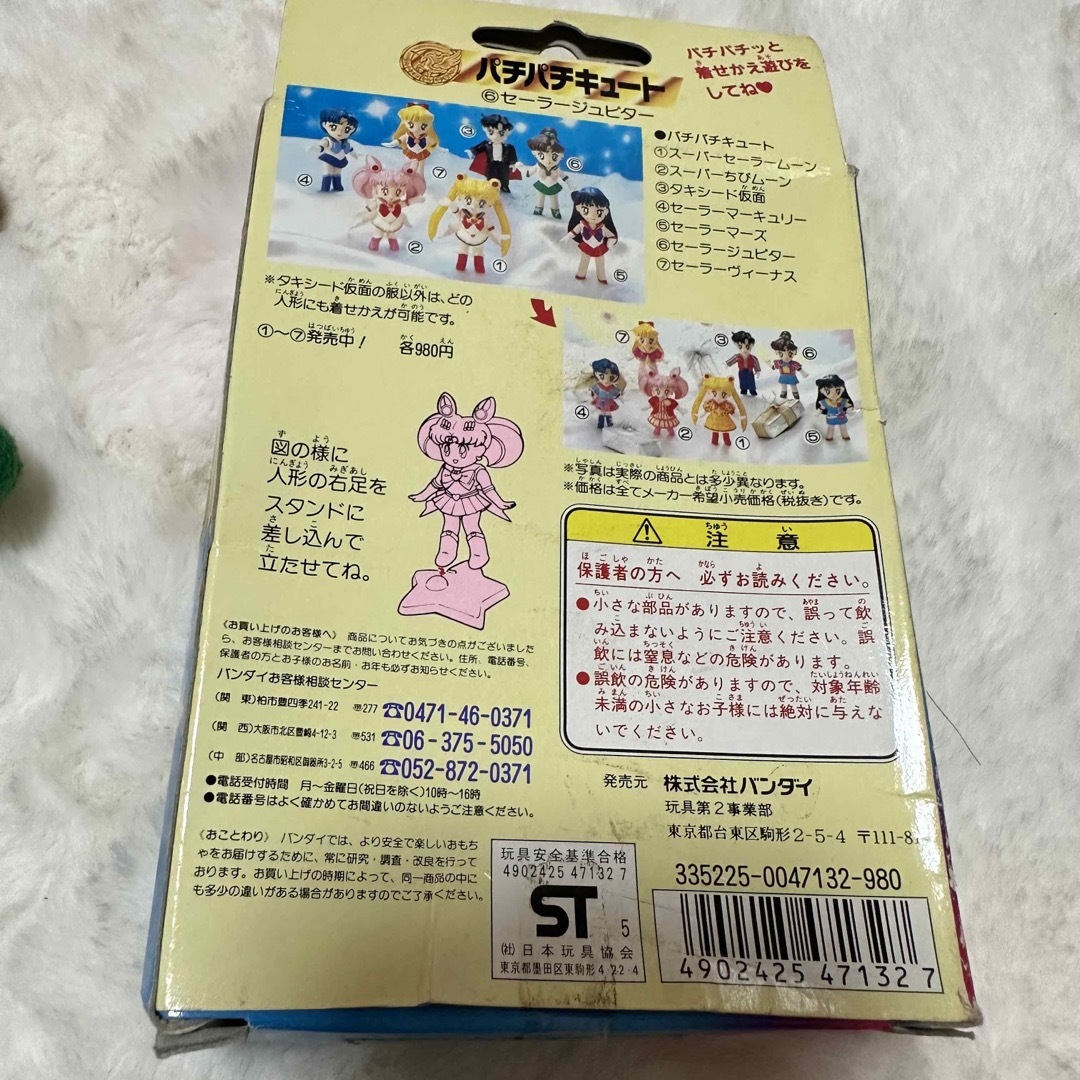 パチパチキュート
⑥セーラージュピター
パチパチッと
着せかえ遊びを
してね♥
④
⑦
③
⑥
②
①
⑤
●パチパチキュート
①スーパーセーラームーン
②スーパーちびムーン
③タキシード仮面
④セーラーマーキュリー
⑤セーラーマーズ
⑥セーラージュピター
⑦セーラーヴィーナス
※タキシード仮面の服以外は、どの
人形にも着せかえが可能です。
①〜⑦発売中! 各980円
⑦
③
⑥
④
②
①
⑤
※写真は実際の商品とは多少異なります。
※価格は全てメーカー希望小売価格(税抜き)です。
図の様に
人形の右足を
スタンドに
差し込んで
立たせてね。
注意
保護者の方へ 必ずお読みください。
●小さな部品がありますので、誤って飲
み込まないようにご注意ください。誤
飲には窒息などの危険があります。
●誤飲の危険がありますので、対象年齢
未満の小さなお子様には絶対に与えな
いでください。
《お買い上げのお客様へ》 商品についてお気づきの点がございました
ら、お客様相談センターまでお問い合わせください。住所、電話番号、
保護者の方とお子様のお名前・お年も必ずお知らせください。
バンダイお客様相談センター
(関 東)柏市豊四季241-22 〒277 ☎0471-46-0371
(関 西)大阪市北区豊崎4-12-3 〒531 ☎06-375-5050
(中 部)名古屋市昭和区御器所3-2-5 〒466 ☎052-872-0371
●電話受付時間 月〜金曜日(祝日を除く)10時〜16時
●電話番号はよく確かめてお間違いのないようご注意ください。
《おことわり》 バンダイでは、より安全で楽しいおもち
ゃをお届けするために、常に研究・調査・改良を行って
おります。お買い上げの時期によって、同一商品の中に
も多少の違いがある場合がありますのでご了承ください。
発売元 株式会社バンダイ
玩具第2事業部
東京都台東区駒形2-5-4 〒111-81
玩具安全基準合格
4902425 471327
ST 5
(社)日本玩具協会
東京都墨田区東駒形4-22-4
335225-0047132-980
4902425 471327